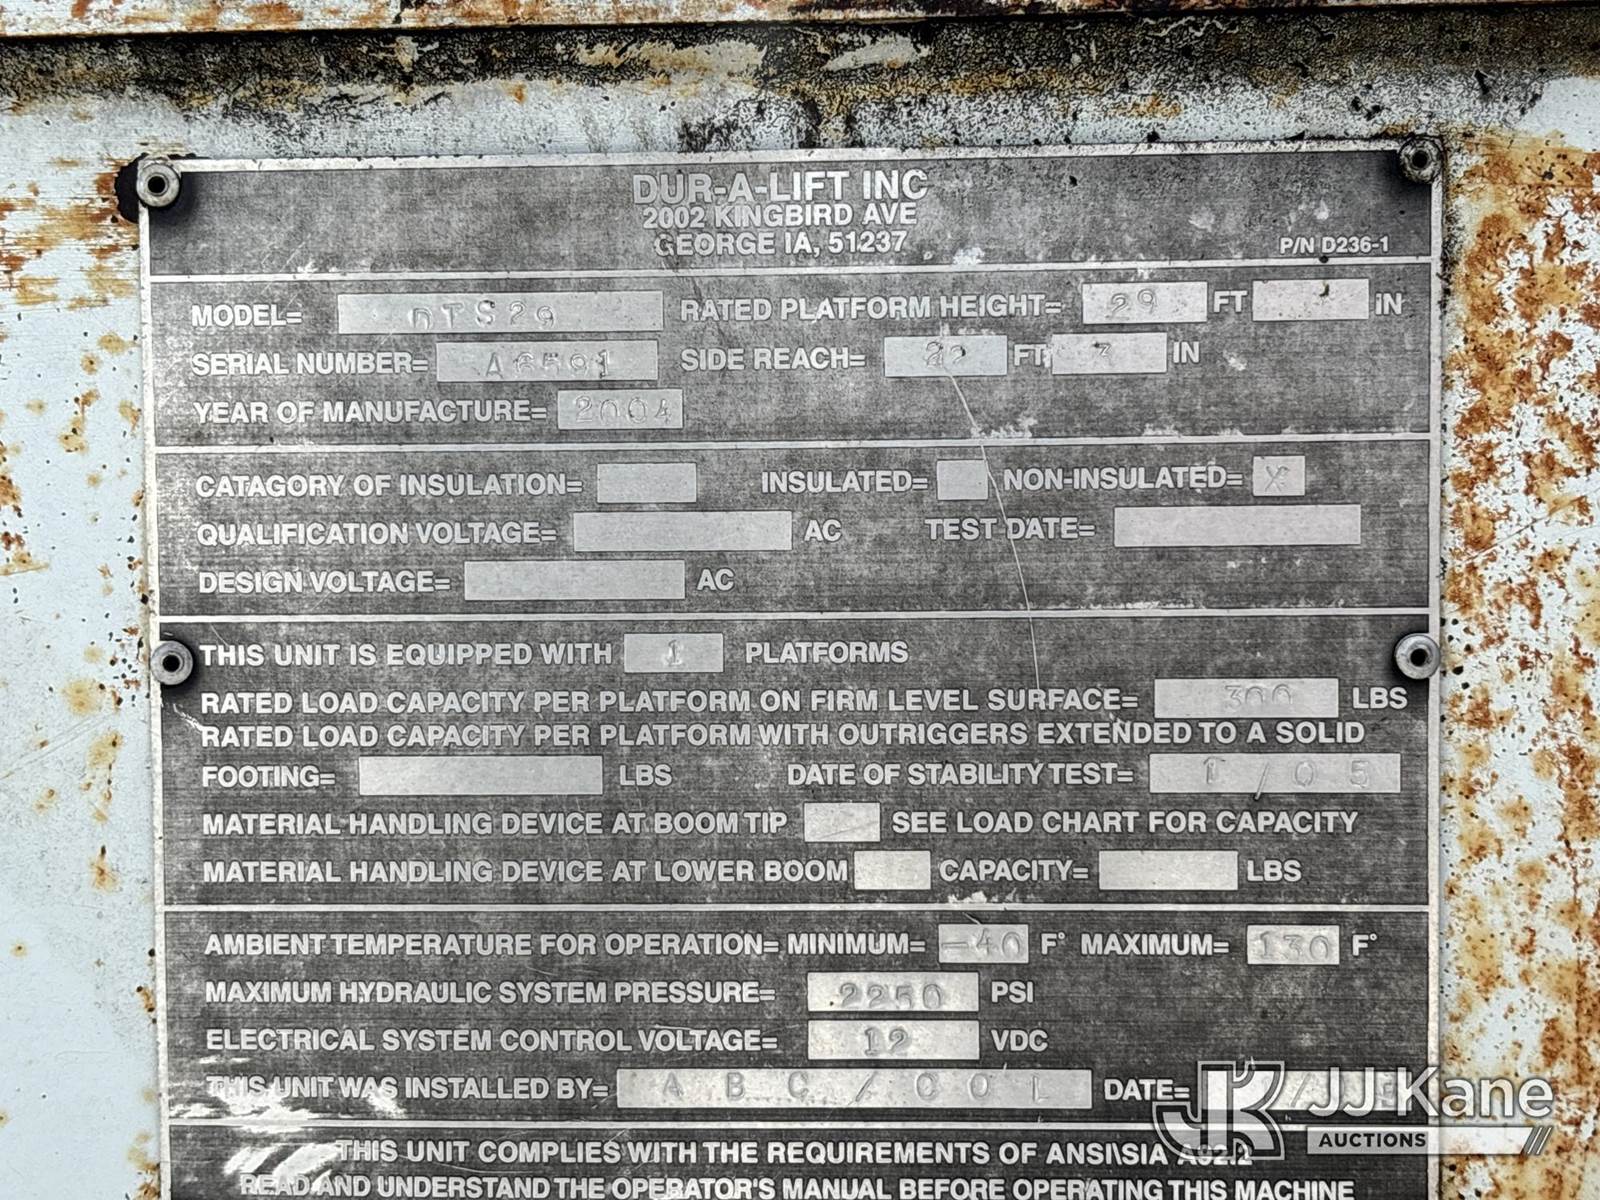 DUR-A-LIFT INC
2002 KINGBIRD AVE
GEORGE IA, 51237
P/N D236-1
MODEL= DTS29 RATED PLATFORM HEIGHT= 29 FT IN
SERIAL NUMBER= A6591 SIDE REACH= 22 FT 3 IN
YEAR OF MANUFACTURE= 2004
CATAGORY OF INSULATION= INSULATED= NON-INSULATED= X
QUALIFICATION VOLTAGE= AC TEST DATE=
DESIGN VOLTAGE= AC
THIS UNIT IS EQUIPPED WITH 1 PLATFORMS
RATED LOAD CAPACITY PER PLATFORM ON FIRM LEVEL SURFACE= 300 LBS
RATED LOAD CAPACITY PER PLATFORM WITH OUTRIGGERS EXTENDED TO A SOLID
FOOTING= LBS DATE OF STABILITY TEST= 1/05
MATERIAL HANDLING DEVICE AT BOOM TIP SEE LOAD CHART FOR CAPACITY
MATERIAL HANDLING DEVICE AT LOWER BOOM CAPACITY= LBS
AMBIENT TEMPERATURE FOR OPERATION= MINIMUM= -40 F° MAXIMUM= 130 F°
MAXIMUM HYDRAULIC SYSTEM PRESSURE= 2250 PSI
ELECTRICAL SYSTEM CONTROL VOLTAGE= 12 VDC
THIS UNIT WAS INSTALLED BY= ABC/COL DATE=
THIS UNIT COMPLIES WITH THE REQUIREMENTS OF ANSI\SIA A92.2
READ AND UNDERSTAND THE OPERATOR'S MANUAL BEFORE OPERATING THIS MACHINE
JK JJ Kane
AUCTIONS